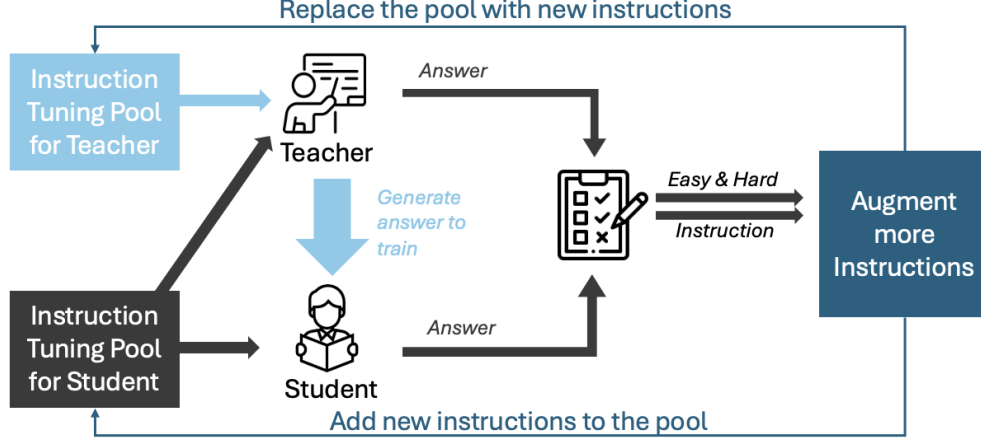 Replace the pool with new instructions
Instruction
Tuning Pool
for Teacher
Answer
Teacher
Generate
answer to
train
Easy & Hard
Instruction
Augment
more
Instructions
Instruction
Tuning Pool
for Student
Answer
Student
Add new instructions to the pool